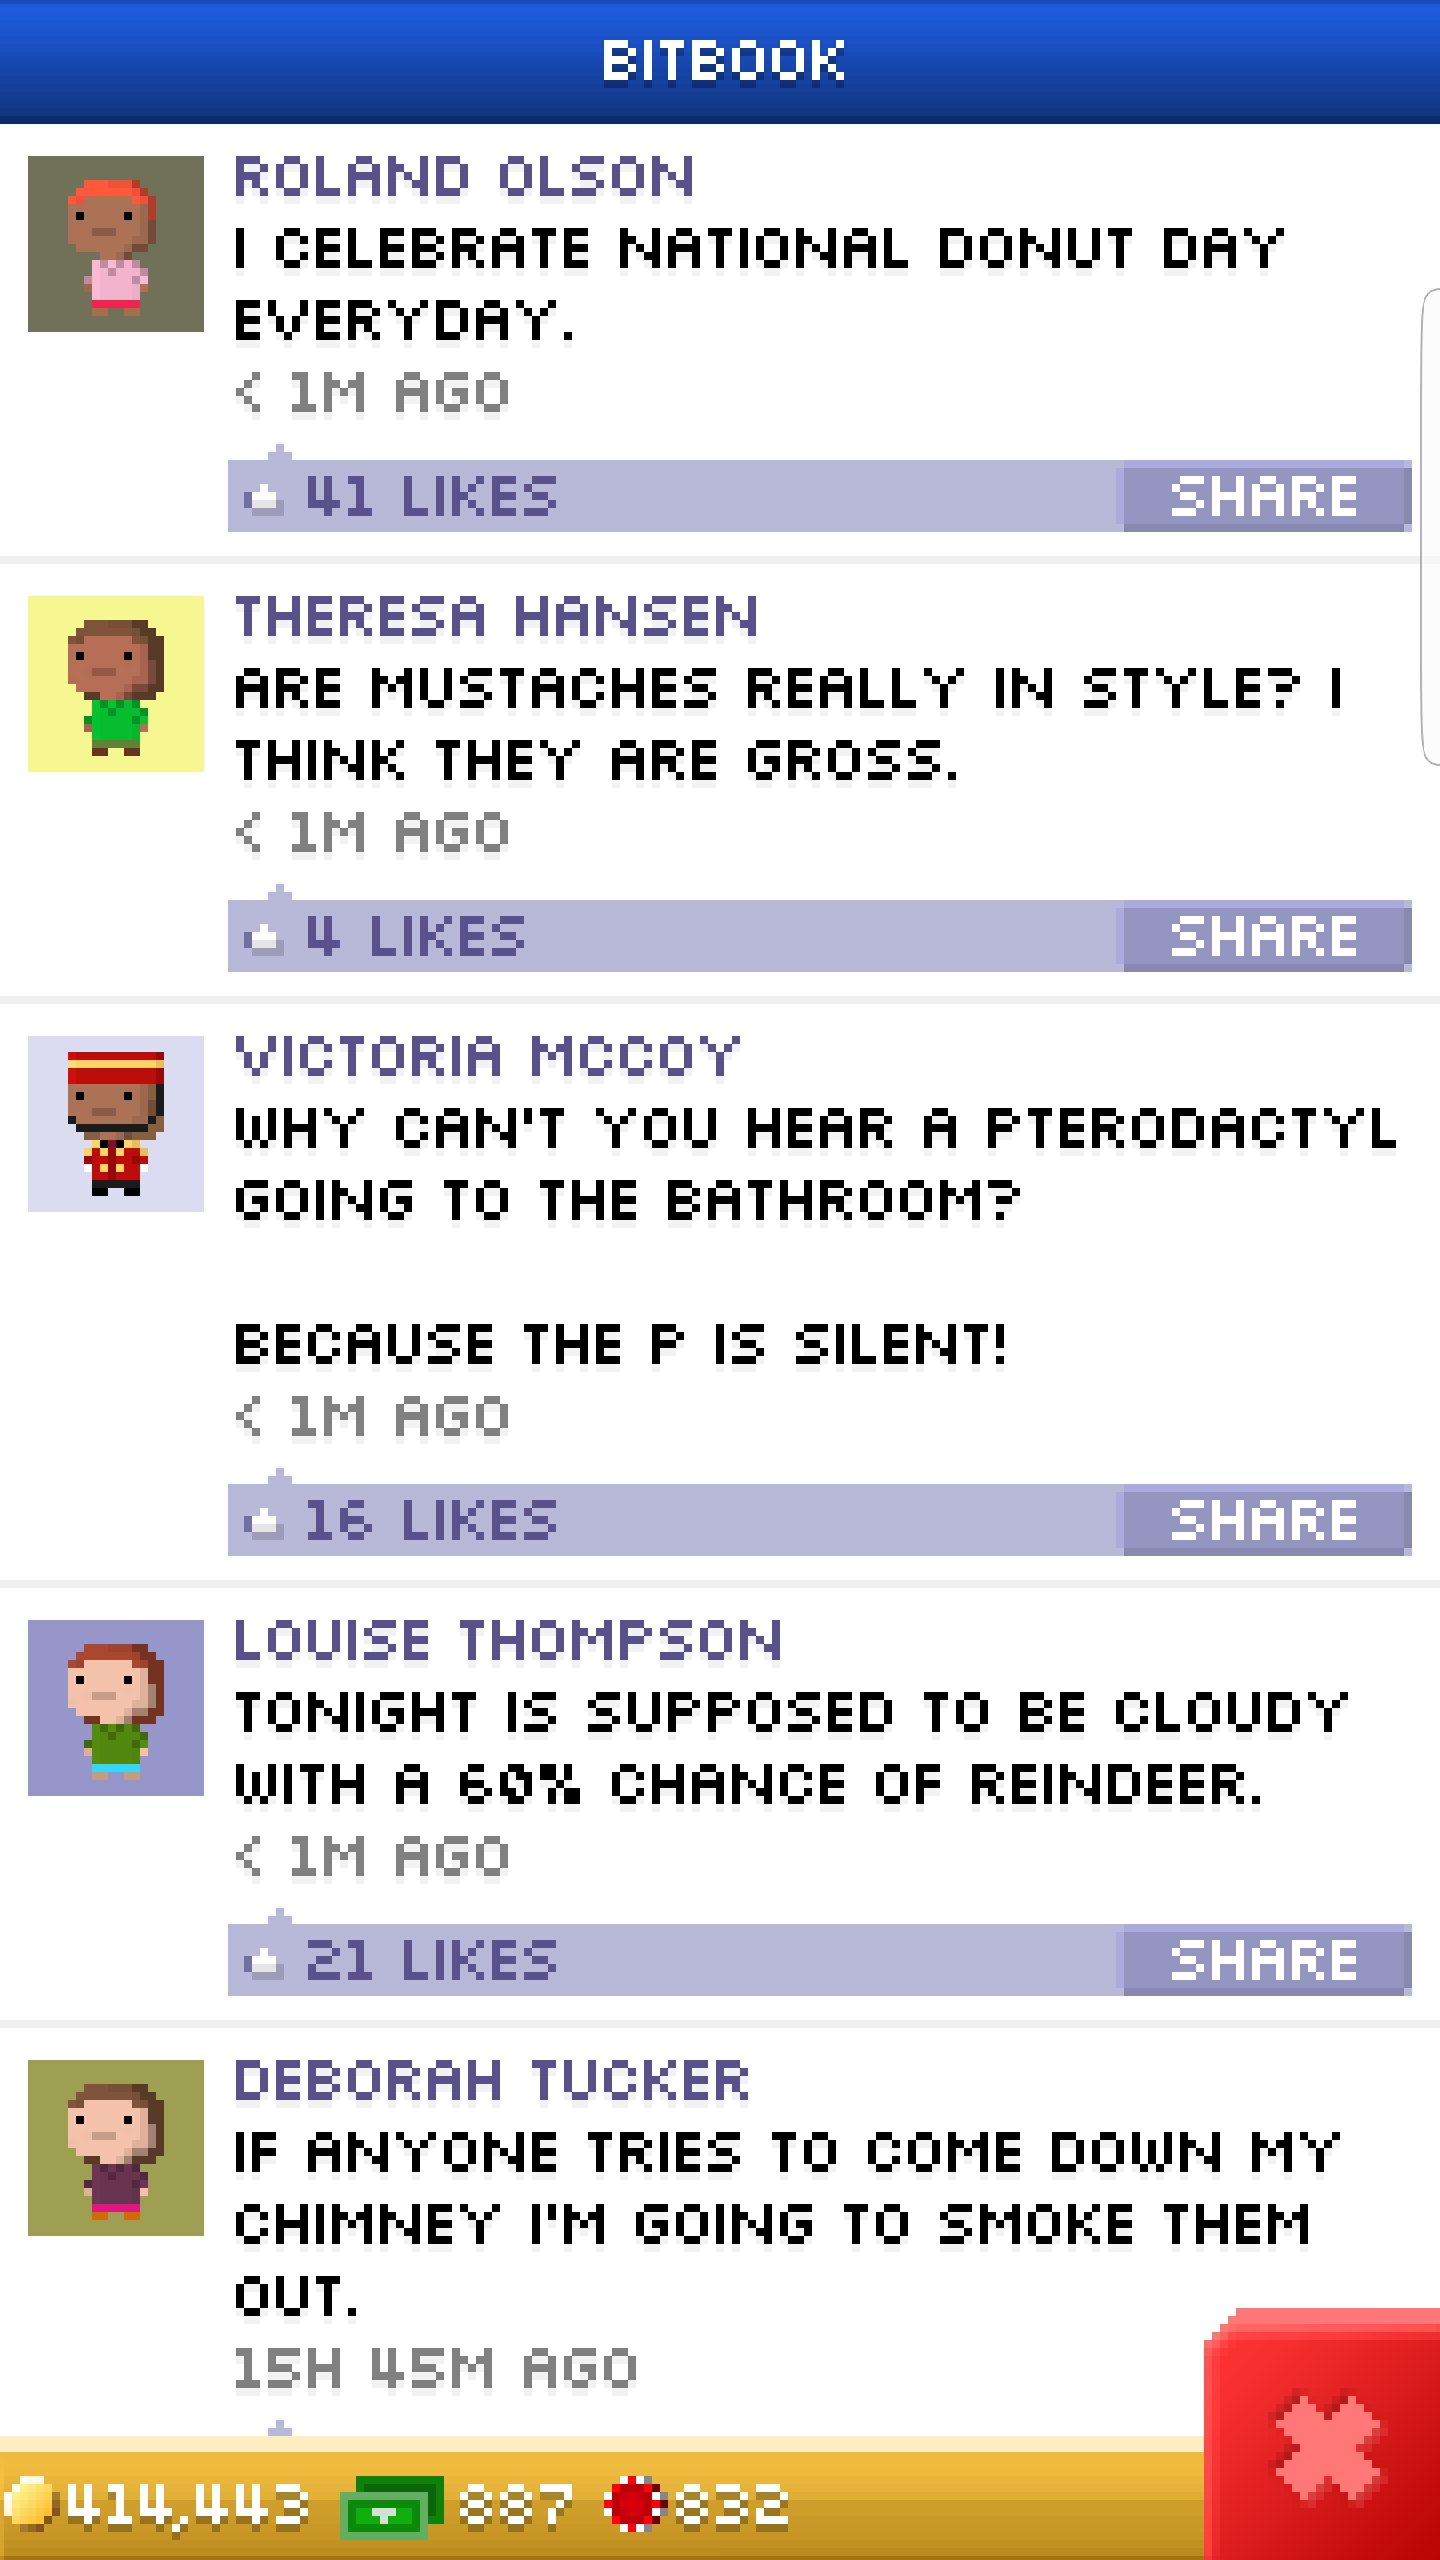 BITBOOK
ROLAND OLSON
I CELEBRATE NATIONAL DONUT DAY
EVERYDAY.
< 1M AGO
41 LIKES
SHARE
THERESA HANSEN
ARE MUSTACHES REALLY IN STYLE? I
THINK THEY ARE GROSS.
< 1M AGO
4 LIKES
SHARE
VICTORIA MCCOY
WHY CAN'T YOU HEAR A PTERODACTYL
GOING TO THE BATHROOM?
BECAUSE THE P IS SILENT!
< 1M AGO
16 LIKES
SHARE
LOUISE THOMPSON
TONIGHT IS SUPPOSED TO BE CLOUDY
WITH A 60% CHANCE OF REINDEER.
< 1M AGO
21 LIKES
SHARE
DEBORAH TUCKER
IF ANYONE TRIES TO COME DOWN MY
CHIMNEY I'M GOING TO SMOKE THEM
OUT.
15H 45M AGO
414,443 887 832